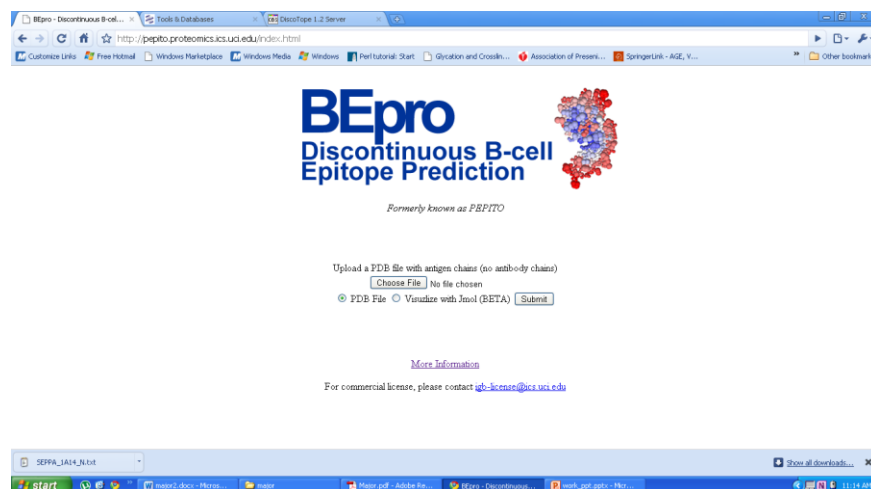 BEpro - Discontinuous B-cel...
Tools & Databases
DiscoTope 1.2 Server
http://pepito.proteomics.ics.uci.edu/index.html
Customize Links Free Hotmail Windows Marketplace Windows Media Windows Perl tutorial: Start Glycation and Crosslin... Association of Preseni... SpringerLink - AGE, V... » Other bookmark
BEpro
Discontinuous B-cell
Epitope Prediction
Formerly known as PEPITO
Upload a PDB file with antigen chains (no antibody chains)
Choose File No file chosen
PDB File Visuzlize with Jmol (BETA) Submit
More Information
For commercial license, please contact igb-license@ics.uci.edu
SEPPA_1A14_N.txt
Show all downloads...
start major2.docx - Micros... major Major.pdf - Adobe Re... BEpro - Discontinuous... work_ppt.pptx - Micr... 11:14 AM